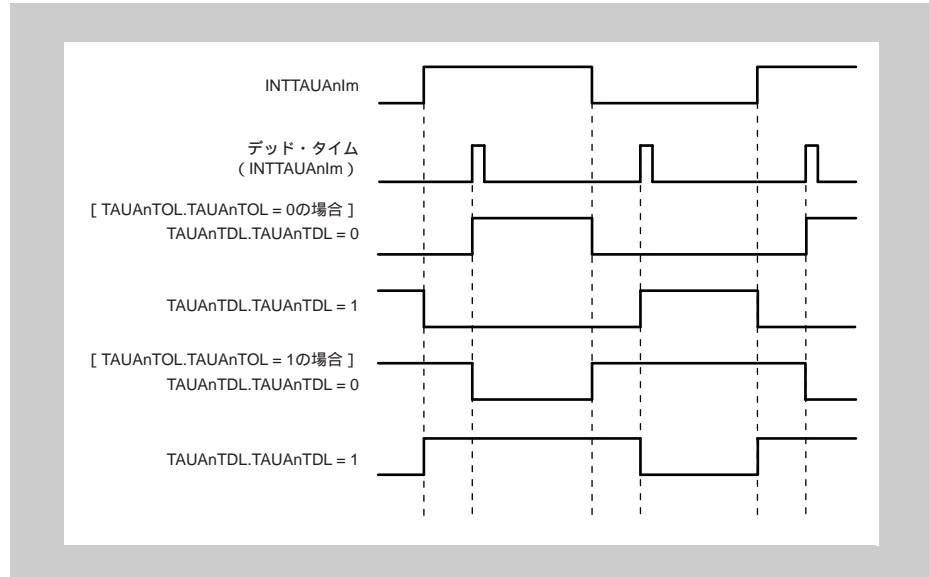 INTTAUAnIm
デッド・タイム
( INTTAUAnIm )
[ TAUAnTOL.TAUAnTOL = 0の場合 ]
TAUAnTDL.TAUAnTDL = 0
TAUAnTDL.TAUAnTDL = 1
[ TAUAnTOL.TAUAnTOL = 1の場合 ]
TAUAnTDL.TAUAnTDL = 0
TAUAnTDL.TAUAnTDL = 1